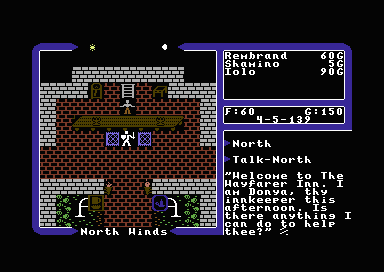 Rembrand 60G
Shamino 5G
Iolo 90G
F:60 G:150
4-5-139
North
Talk-North
"Welcome to The
Wayfarer Inn. I
am Donya, thy
innkeeper this
afternoon. Is
there anything I
can do to help
thee?"
North Winds